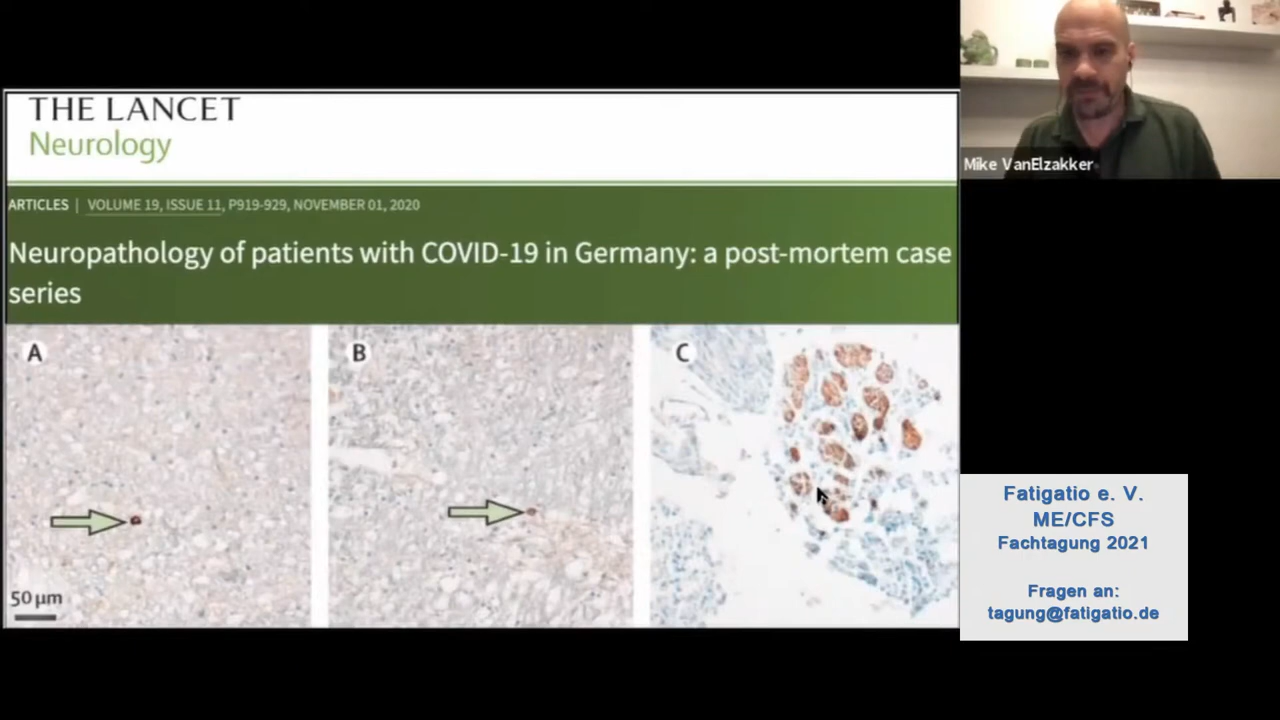 THE LANCET
Neurology
ARTICLES | VOLUME 19, ISSUE 11, P919-929, NOVEMBER 01, 2020
Neuropathology of patients with COVID-19 in Germany: a post-mortem case
series
A
B
C
50 µm
Mike VanElzakker
Fatigatio e. V.
ME/CFS
Fachtagung 2021
Fragen an:
tagung@fatigatio.de